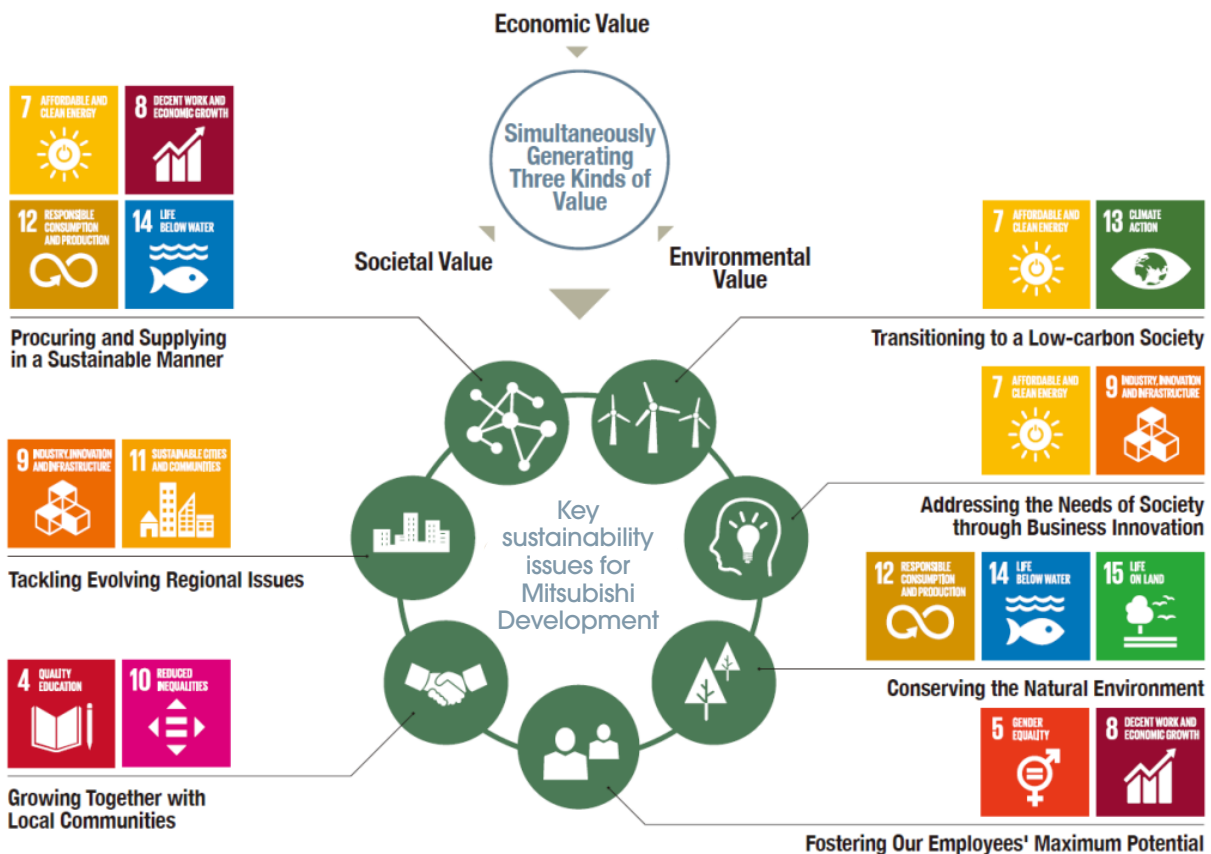 Economic Value
Simultaneously
Generating
Three Kinds of
Value
Societal Value
Environmental
Value
7 AFFORDABLE AND
CLEAN ENERGY
8 DECENT WORK AND
ECONOMIC GROWTH
12 RESPONSIBLE
CONSUMPTION
AND PRODUCTION
14 LIFE
BELOW WATER
Procuring and Supplying
in a Sustainable Manner
9 INDUSTRY, INNOVATION
AND INFRASTRUCTURE
11 SUSTAINABLE CITIES
AND COMMUNITIES
Tackling Evolving Regional Issues
4 QUALITY
EDUCATION
10 REDUCED
INEQUALITIES
Growing Together with
Local Communities
Key
sustainability
issues for
Mitsubishi
Development
7 AFFORDABLE AND
CLEAN ENERGY
13 CLIMATE
ACTION
Transitioning to a Low-carbon Society
7 AFFORDABLE AND
CLEAN ENERGY
9 INDUSTRY, INNOVATION
AND INFRASTRUCTURE
Addressing the Needs of Society
through Business Innovation
12 RESPONSIBLE
CONSUMPTION
AND PRODUCTION
14 LIFE
BELOW WATER
15 LIFE
ON LAND
Conserving the Natural Environment
5 GENDER
EQUALITY
8 DECENT WORK AND
ECONOMIC GROWTH
Fostering Our Employees' Maximum Potential